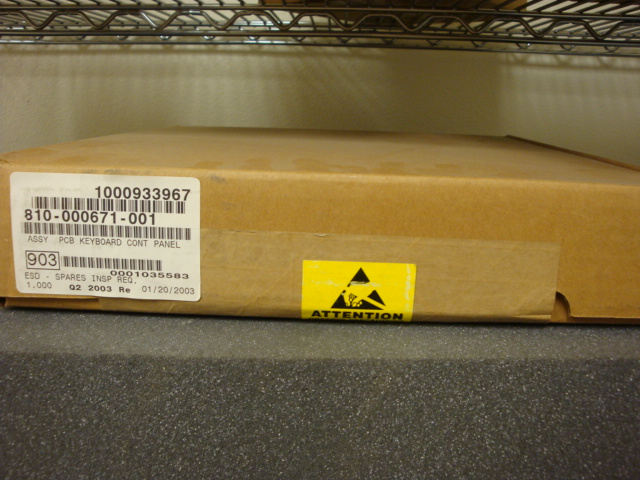 1000933967
810-000671-001
ASSY PCB KEYBOARD CONT PANEL
903
0001035583
ESD - SPARES INSP REQ.
1.000 Q2 2003 Re 01/20/2003
ATTENTION